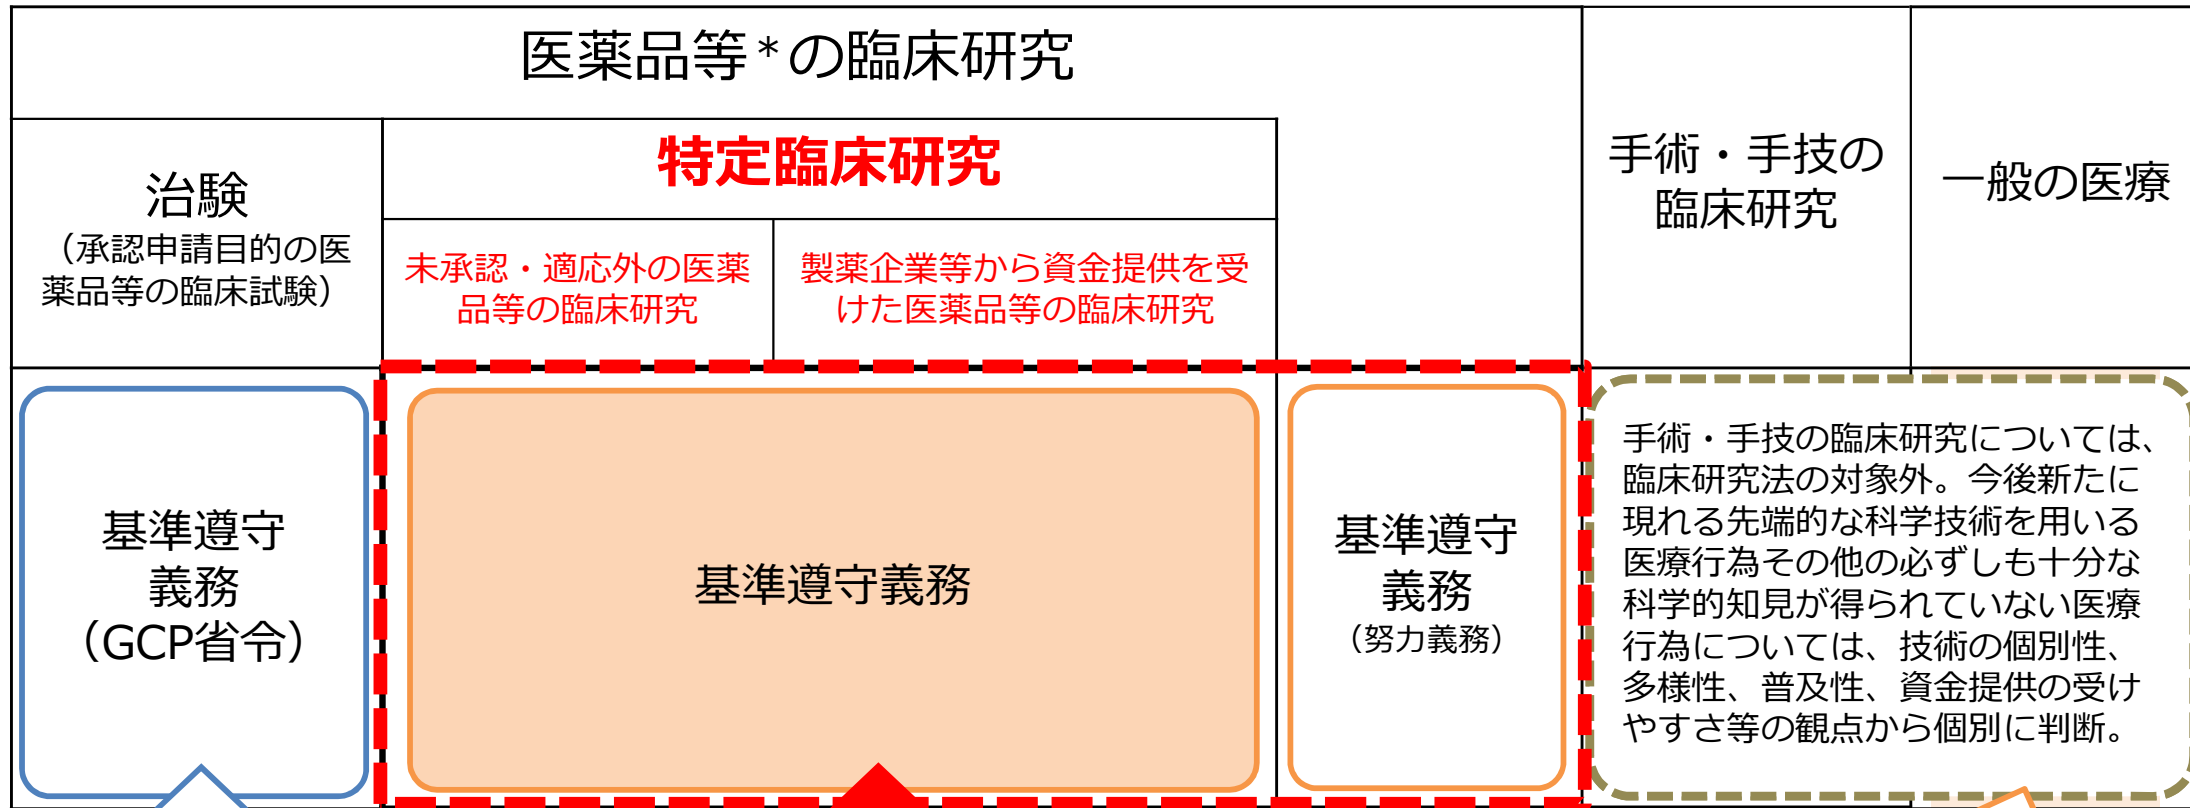 医薬品等*の臨床研究
治験
（承認申請目的の医
薬品等の臨床試験）
特定臨床研究
未承認・適応外の医薬
品等の臨床研究
製薬企業等から資金提供を受
けた医薬品等の臨床研究
手術・手技の
臨床研究
一般の医療
基準遵守
義務
（GCP省令）
基準遵守義務
基準遵守
義務
（努力義務）
手術・手技の臨床研究については、
臨床研究法の対象外。今後新たに
現れる先端的な科学技術を用いる
医療行為その他の必ずしも十分な
科学的知見が得られていない医療
行為については、技術の個別性、
多様性、普及性、資金提供の受け
やすさ等の観点から個別に判断。